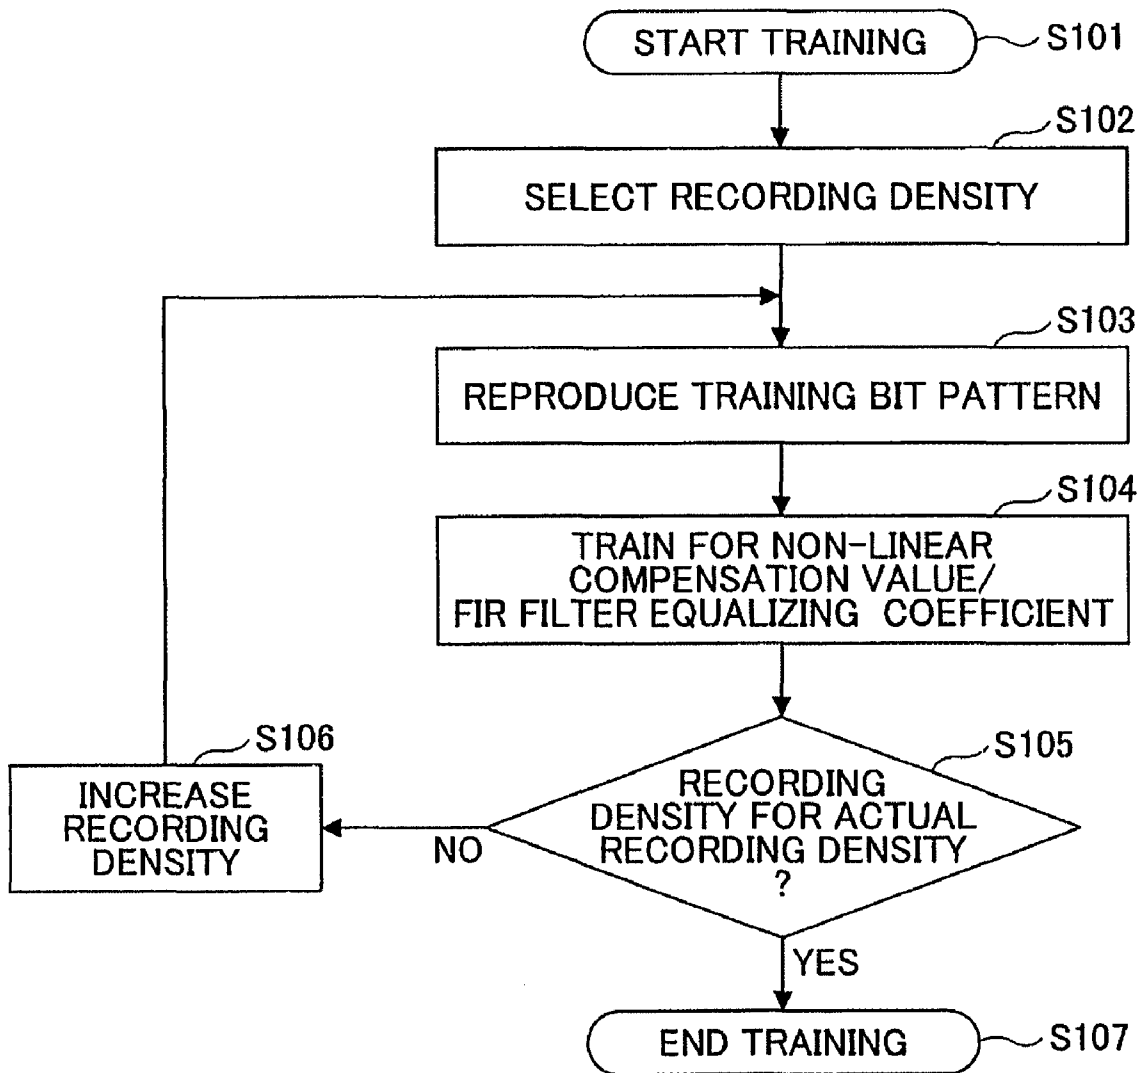 START TRAINING
S101
S102
SELECT RECORDING DENSITY
S103
REPRODUCE TRAINING BIT PATTERN
S104
TRAIN FOR NON-LINEAR
COMPENSATION VALUE/
FIR FILTER EQUALIZING COEFFICIENT
S105
RECORDING
DENSITY FOR ACTUAL
RECORDING DENSITY
?
NO
S106
INCREASE
RECORDING
DENSITY
YES
END TRAINING
S107